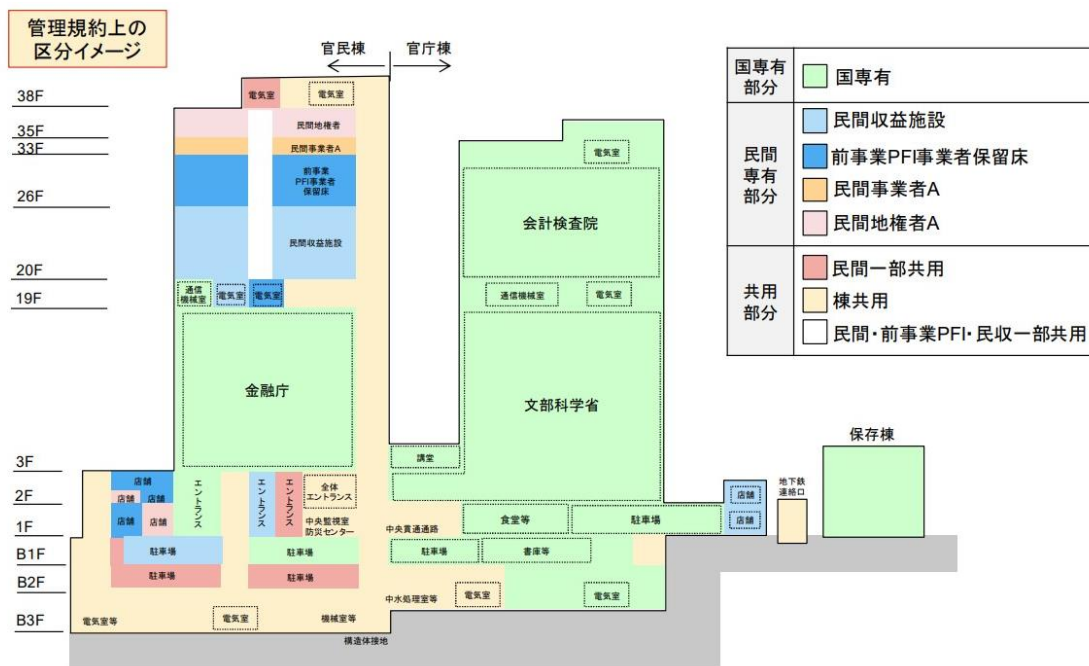 管理規約上の
区分イメージ
官民棟
官庁棟
38F
35F
33F
26F
20F
19F
3F
2F
1F
B1F
B2F
B3F
電気室
電気室
民間地権者
民間事業者A
前事業
PFI事業者
保留床
民間収益施設
通信
機械室
電気室
電気室
金融庁
店舗
店舗
店舗
店舗
店舗
エントランス
エントランス
エントランス
全体
エントランス
中央監視室
防災センター
駐車場
駐車場
駐車場
駐車場
電気室等
電気室
機械室等
構造体接地
電気室
会計検査院
通信機械室
電気室
文部科学省
講堂
中央貫通通路
食堂等
駐車場
駐車場
書庫等
中水処理室等
電気室
電気室
店舗
店舗
地下鉄
連絡口
保存棟
国専有
部分
国専有
民間
専有
部分
民間収益施設
前事業PFI事業者保留床
民間事業者A
民間地権者A
共用
部分
民間一部共用
棟共用
民間・前事業PFI・民収一部共用